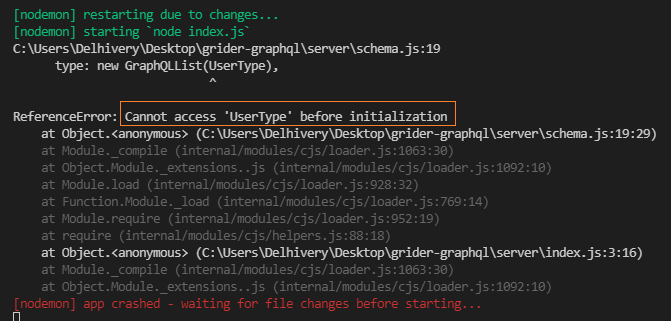 [nodemon] restarting due to changes...
[nodemon] starting `node index.js`
C:\Users\Delhivery\Desktop\grider-graphql\server\schema.js:19
      type: new GraphQLList(UserType),
                            ^
ReferenceError: Cannot access 'UserType' before initialization
    at Object.<anonymous> (C:\Users\Delhivery\Desktop\grider-graphql\server\schema.js:19:29)
    at Module._compile (internal/modules/cjs/loader.js:1063:30)
    at Object.Module._extensions..js (internal/modules/cjs/loader.js:1092:10)
    at Module.load (internal/modules/cjs/loader.js:928:32)
    at Function.Module._load (internal/modules/cjs/loader.js:769:14)
    at Module.require (internal/modules/cjs/loader.js:952:19)
    at require (internal/modules/cjs/helpers.js:88:18)
    at Object.<anonymous> (C:\Users\Delhivery\Desktop\grider-graphql\server\index.js:3:16)
    at Module._compile (internal/modules/cjs/loader.js:1063:30)
    at Object.Module._extensions..js (internal/modules/cjs/loader.js:1092:10)
[nodemon] app crashed - waiting for file changes before starting...